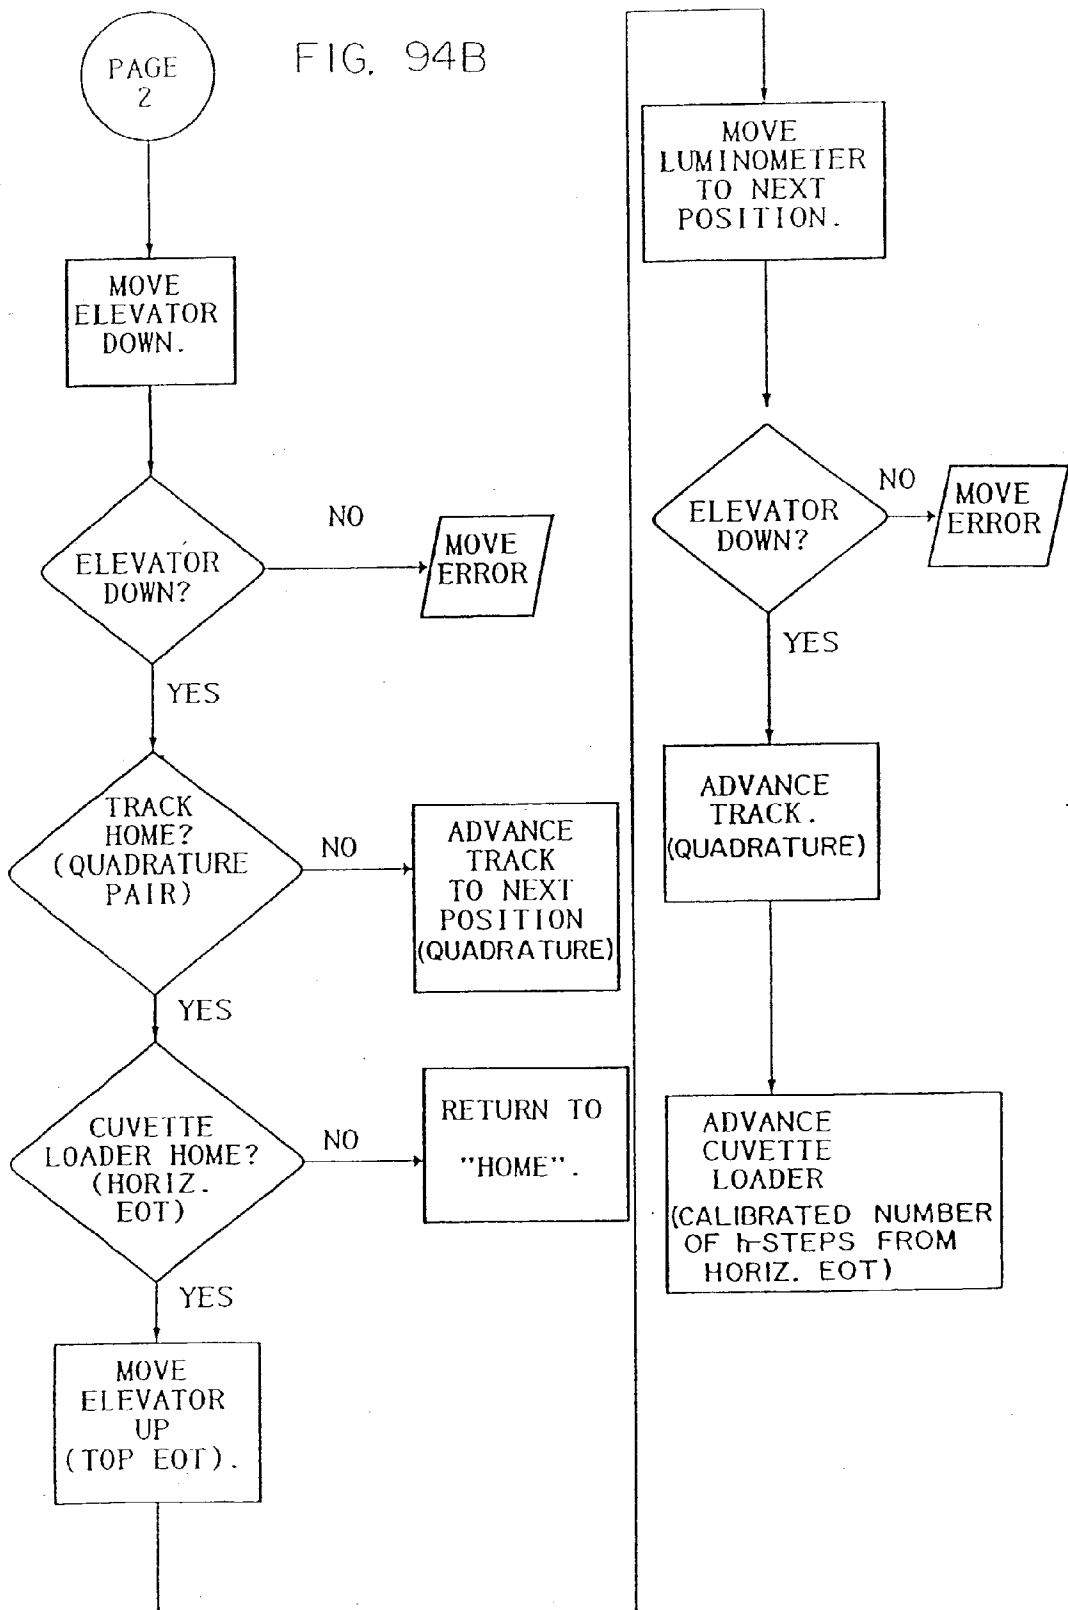 PAGE
2
FIG. 94B
MOVE
ELEVATOR
DOWN.
ELEVATOR
DOWN?
NO
MOVE
ERROR
YES
TRACK
HOME?
(QUADRATURE
PAIR)
NO
ADVANCE
TRACK
TO NEXT
POSITION
(QUADRATURE)
YES
CUVETTE
LOADER HOME?
(HORIZ.
EOT)
NO
RETURN TO
"HOME".
YES
MOVE
ELEVATOR
UP
(TOP EOT).
MOVE
LUMINOMETER
TO NEXT
POSITION.
ELEVATOR
DOWN?
NO
MOVE
ERROR
YES
ADVANCE
TRACK.
(QUADRATURE)
ADVANCE
CUVETTE
LOADER
(CALIBRATED NUMBER
OF h-STEPS FROM
HORIZ. EOT)